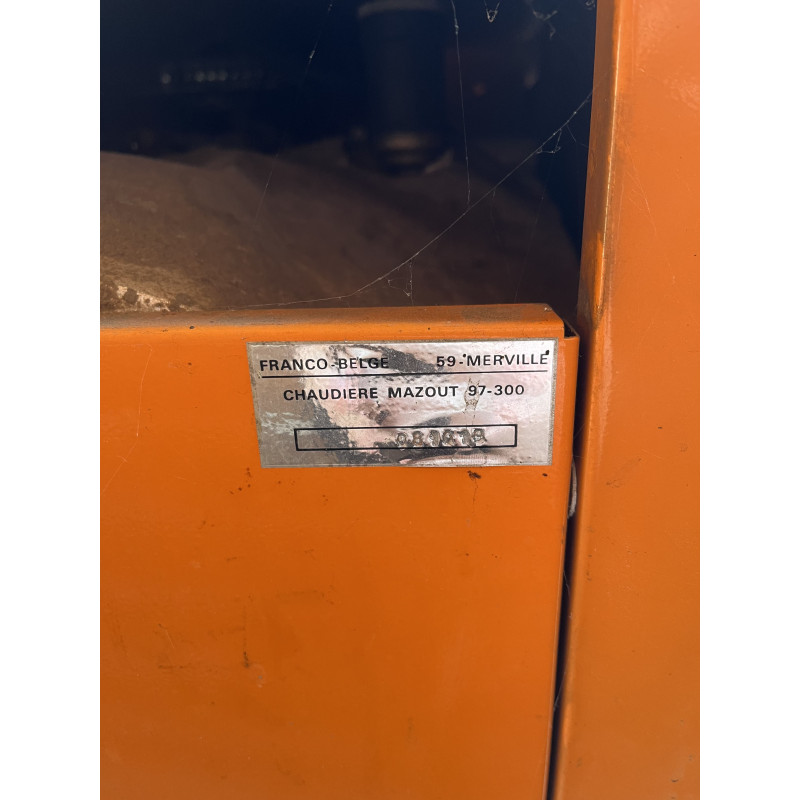 FRANCO-BELGE 59-MERVILLE
CHAUDIERE MAZOUT 97-300